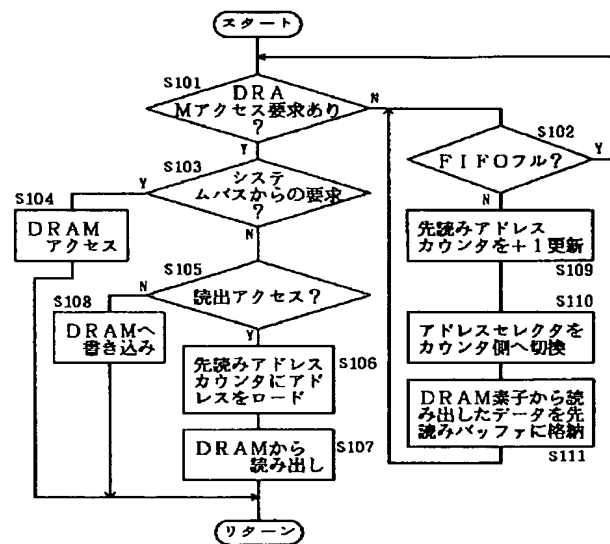 スタート
S101
DRA
Mアクセス要求あり
?
N
Y
S102
FIFOフル?
Y
N
S103
システ
ムバスからの要求
?
Y
N
S104
DRAM
アクセス
先読みアドレス
カウンタを+1更新
S109
S105
読出アクセス?
N
Y
S108
DRAMへ
書き込み
S110
アドレスセレクタを
カウンタ側へ切換
先読みアドレス
カウンタにアド
レスをロード
S106
DRAM素子から読
み出したデータを先
読みバッファに格納
S111
DRAMから
読み出し
S107
リターン